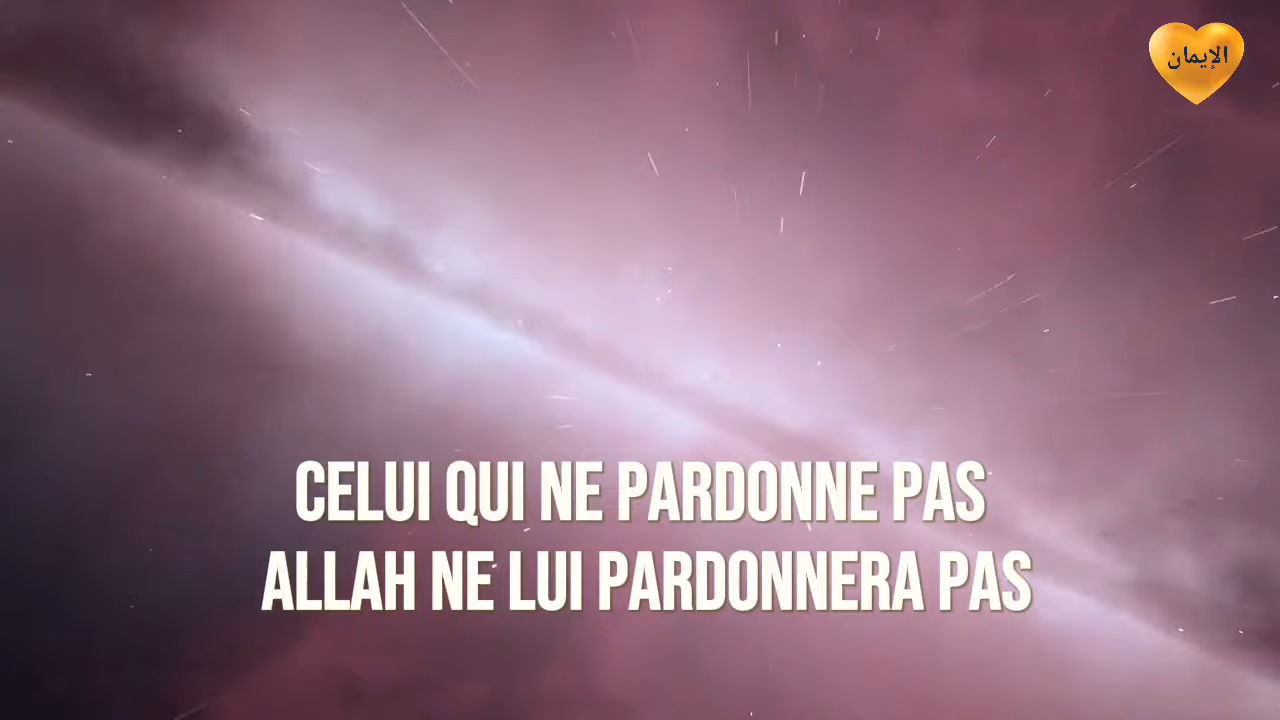 الإيمان
CELUI QUI NE PARDONNE PAS
ALLAH NE LUI PARDONNERA PAS